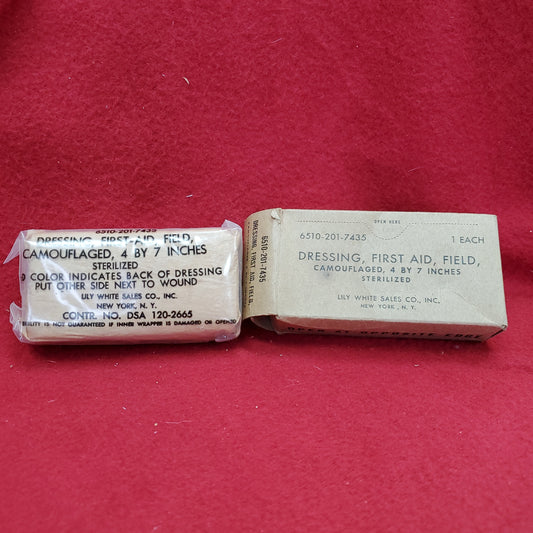 6510-201-7435
DRESSING, FIRST-AID, FIELD,
CAMOUFLAGED, 4 BY 7 INCHES
STERILIZED
COLOR INDICATES BACK OF DRESSING
PUT OTHER SIDE NEXT TO WOUND
LILY WHITE SALES CO., INC.
NEW YORK, N. Y.
CONTR. NO. DSA 120-2665
IS NOT GUARANTEED IF INNER WRAPPER IS DAMAGED OR
6510-201-7435
DRESSING, FIRST AID, FIELD,
OPEN HERE
6510-201-7435 1 EACH
DRESSING, FIRST AID, FIELD,
CAMOUFLAGED, 4 BY 7 INCHES
STERILIZED
LILY WHITE SALES CO., INC.
NEW YORK, N. Y.